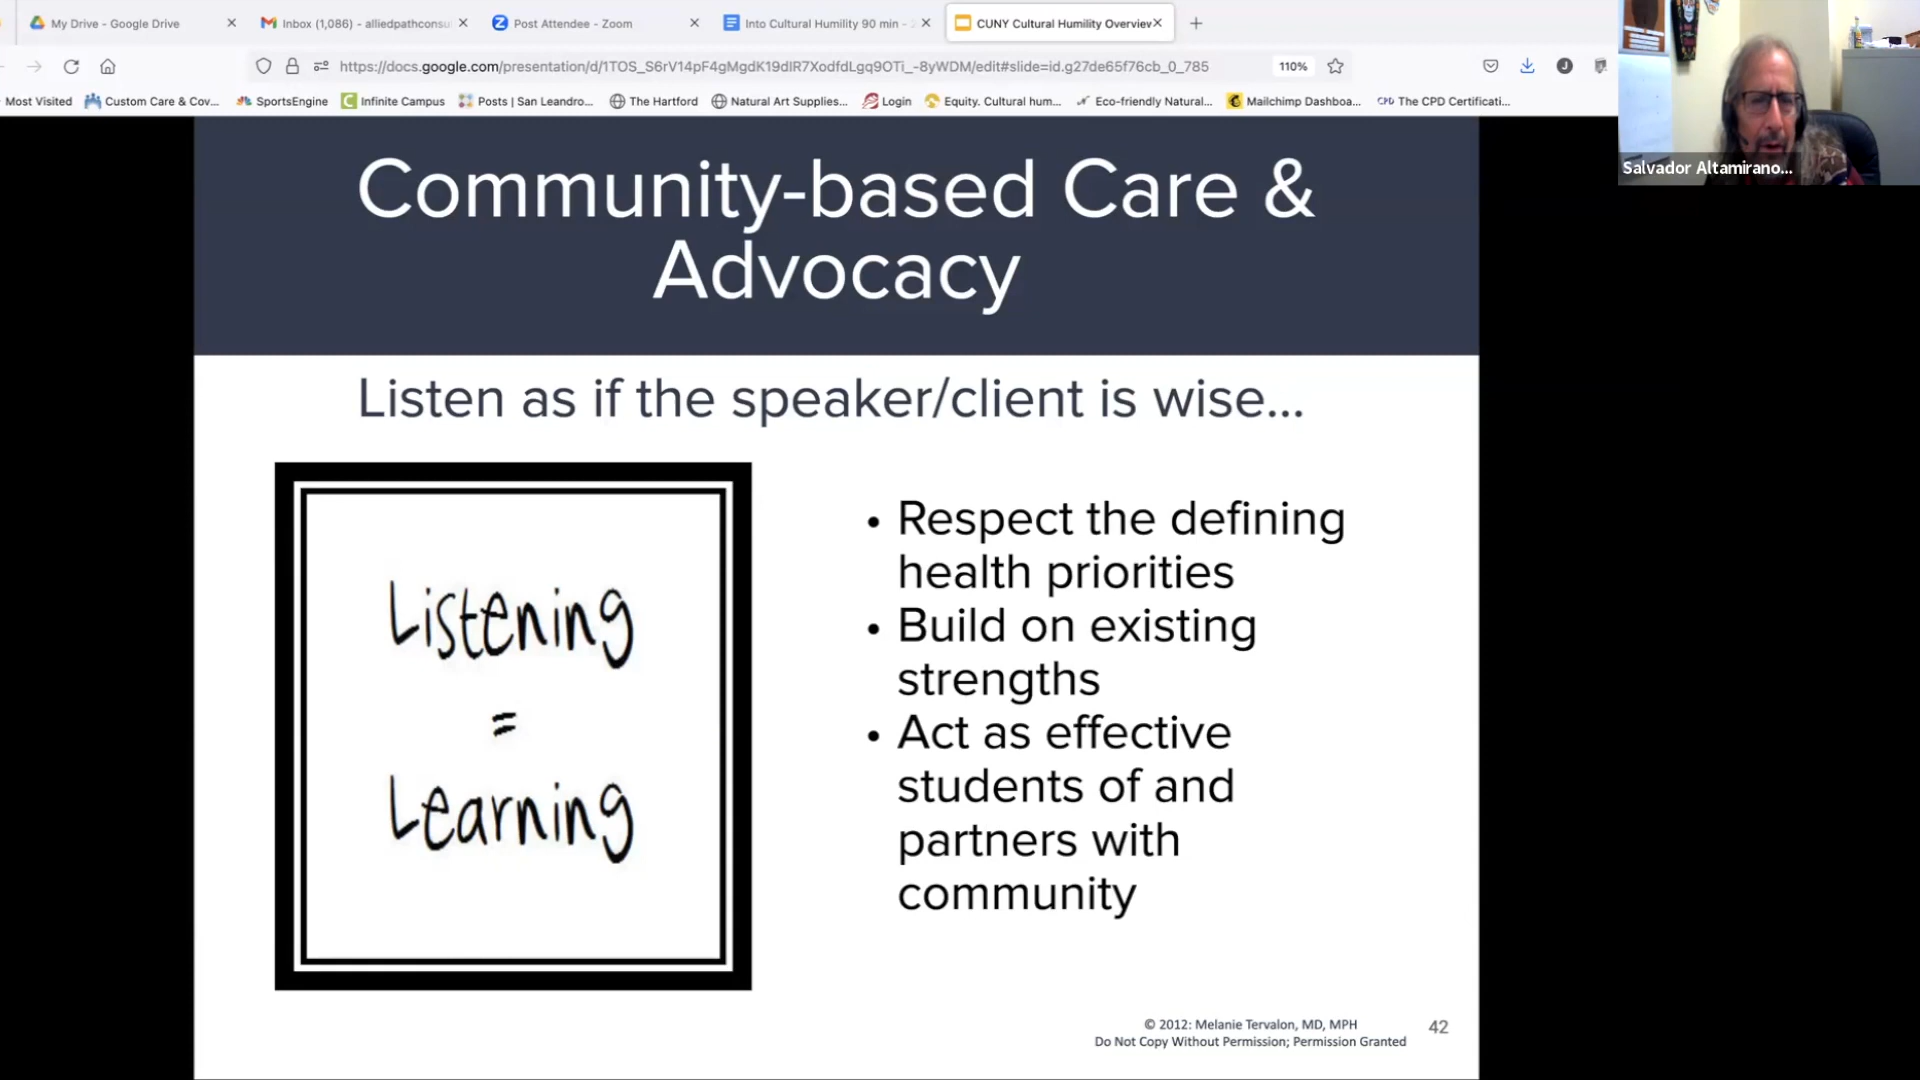 My Drive - Google Drive
Inbox (1,086) - alliedpathconsu
Post Attendee - Zoom
Into Cultural Humility 90 min -
CUNY Cultural Humility Overview
https://docs.google.com/presentation/d/1TOS_S6rV14pF4gMgdK19dlR7XodfdLgq9OTi_-8yWDM/edit#slide=id.g27de65f76cb_0_785
110%
J
Most Visited
Custom Care & Cov...
SportsEngine
Infinite Campus
Posts | San Leandro...
The Hartford
Natural Art Supplies...
Login
Equity. Cultural hum...
Eco-friendly Natural...
Mailchimp Dashboa...
CPD The CPD Certificati...
Salvador Altamirano...
Community-based Care &
Advocacy
Listen as if the speaker/client is wise...
Listening
=
Learning
• Respect the defining
health priorities
• Build on existing
strengths
• Act as effective
students of and
partners with
community
© 2012: Melanie Tervalon, MD, MPH
Do Not Copy Without Permission; Permission Granted
42